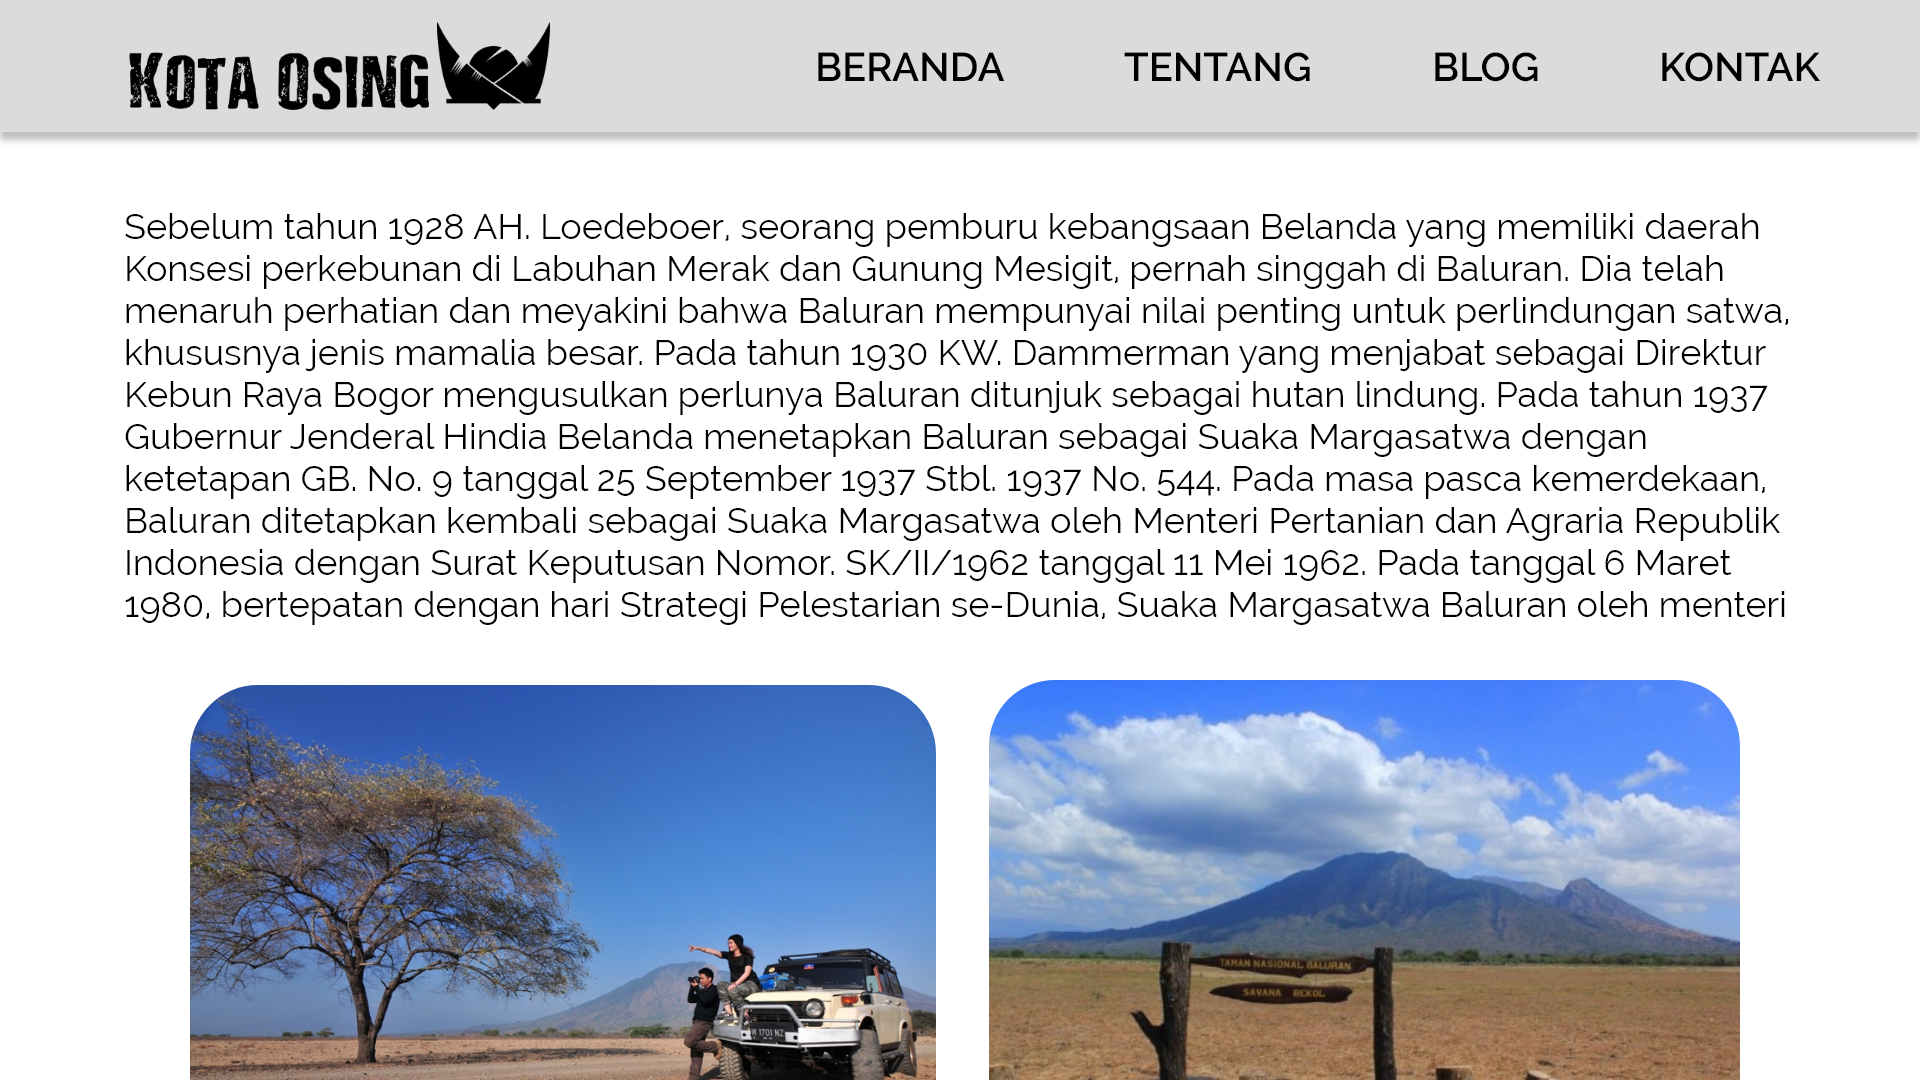 KOTA OSING
BERANDA TENTANG BLOG KONTAK
Sebelum tahun 1928 AH. Loedeboer, seorang pemburu kebangsaan Belanda yang memiliki daerah
Konsesi perkebunan di Labuhan Merak dan Gunung Mesigit, pernah singgah di Baluran. Dia telah
menaruh perhatian dan meyakini bahwa Baluran mempunyai nilai penting untuk perlindungan satwa,
khususnya jenis mamalia besar. Pada tahun 1930 KW. Dammerman yang menjabat sebagai Direktur
Kebun Raya Bogor mengusulkan perlunya Baluran ditunjuk sebagai hutan lindung. Pada tahun 1937
Gubernur Jenderal Hindia Belanda menetapkan Baluran sebagai Suaka Margasatwa dengan
ketetapan GB. No. 9 tanggal 25 September 1937 Stbl. 1937 No. 544. Pada masa pasca kemerdekaan,
Baluran ditetapkan kembali sebagai Suaka Margasatwa oleh Menteri Pertanian dan Agraria Republik
Indonesia dengan Surat Keputusan Nomor. SK/II/1962 tanggal 11 Mei 1962. Pada tanggal 6 Maret
1980, bertepatan dengan hari Strategi Pelestarian se-Dunia, Suaka Margasatwa Baluran oleh menteri
TAMAN NASIONAL BALURAN
SAVANA BEKOL
1701 NZ